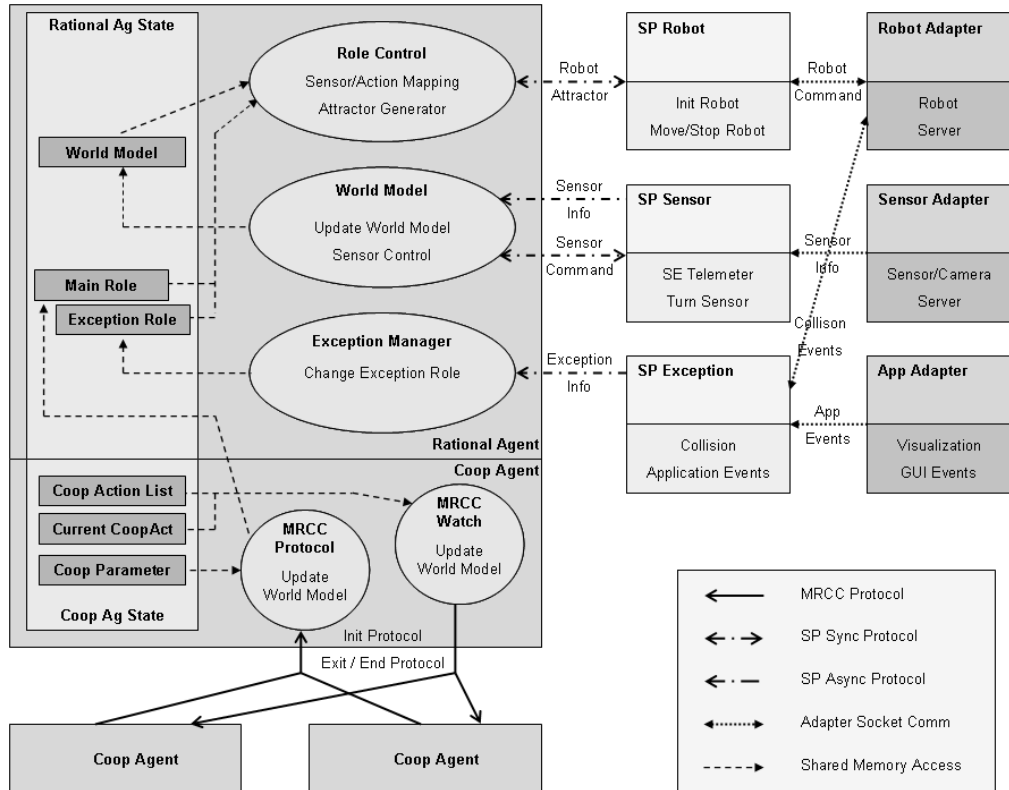 Rational Ag State
Role Control
Sensor/Action Mapping
Attractor Generator
World Model
World Model
Update World Model
Sensor Control
Main Role
Exception Role
Exception Manager
Change Exception Role
Rational Agent
Coop Agent
Coop Action List
Current CoopAct
Coop Parameter
Coop Ag State
MRCC
Protocol
Update
World Model
MRCC
Watch
Update
World Model
Init Protocol
Exit / End Protocol
Coop Agent
Coop Agent
Robot
Attractor
Sensor
Info
Sensor
Command
Exception
Info
SP Robot
Init Robot
Move/Stop Robot
SP Sensor
SE Telemeter
Turn Sensor
SP Exception
Collision
Application Events
Robot
Command
Sensor
Info
Collison
Events
App
Events
Robot Adapter
Robot
Server
Sensor Adapter
Sensor/Camera
Server
App Adapter
Visualization
GUI Events
MRCC Protocol
SP Sync Protocol
SP Async Protocol
Adapter Socket Comm
Shared Memory Access